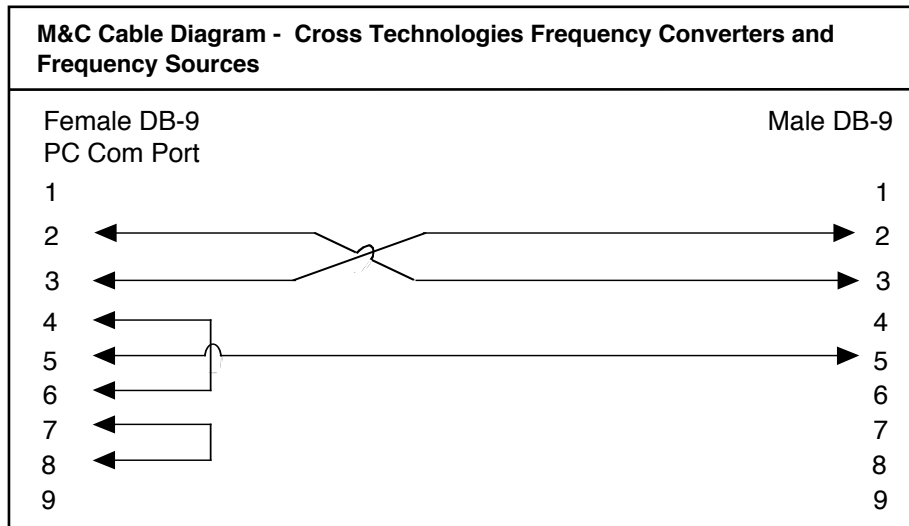 M&C Cable Diagram - Cross Technologies Frequency Converters and
Frequency Sources
Female DB-9 Male DB-9
PC Com Port
1 1
2 2
3 3
4 4
5 5
6 6
7 7
8 8
9 9